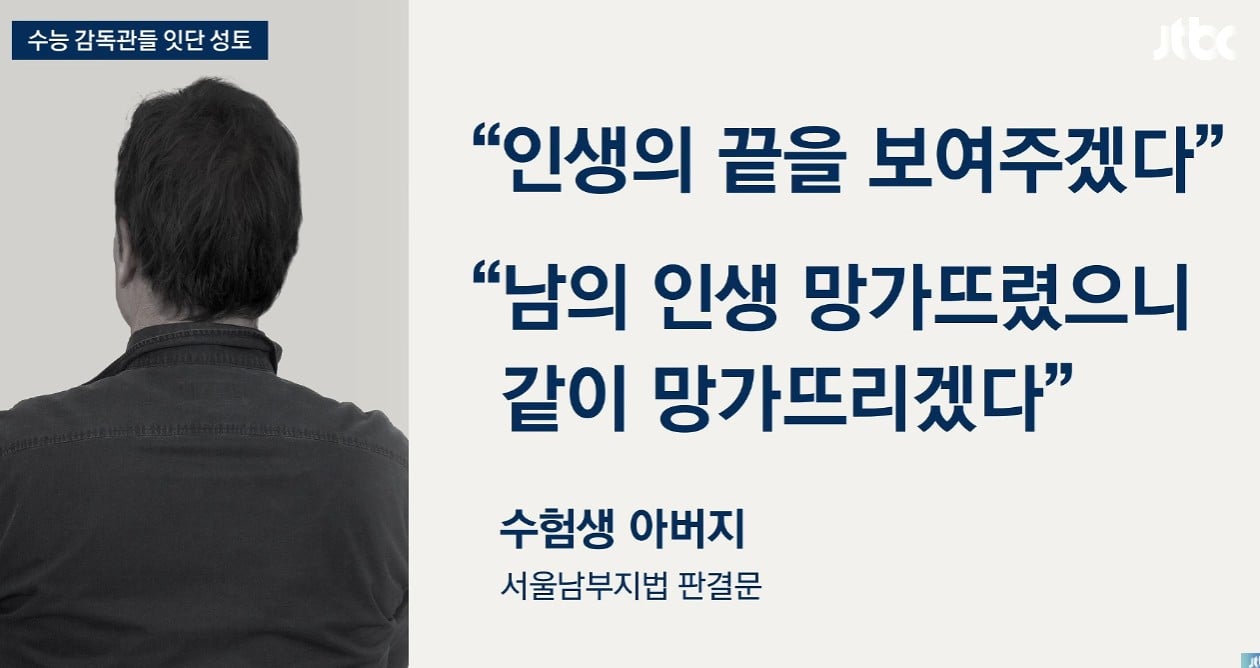 수능 감독관들 잇단 성토
jtbc
“인생의 끝을 보여주겠다”
“남의 인생 망가뜨렸으니
같이 망가뜨리겠다”
수험생 아버지
서울남부지법 판결문